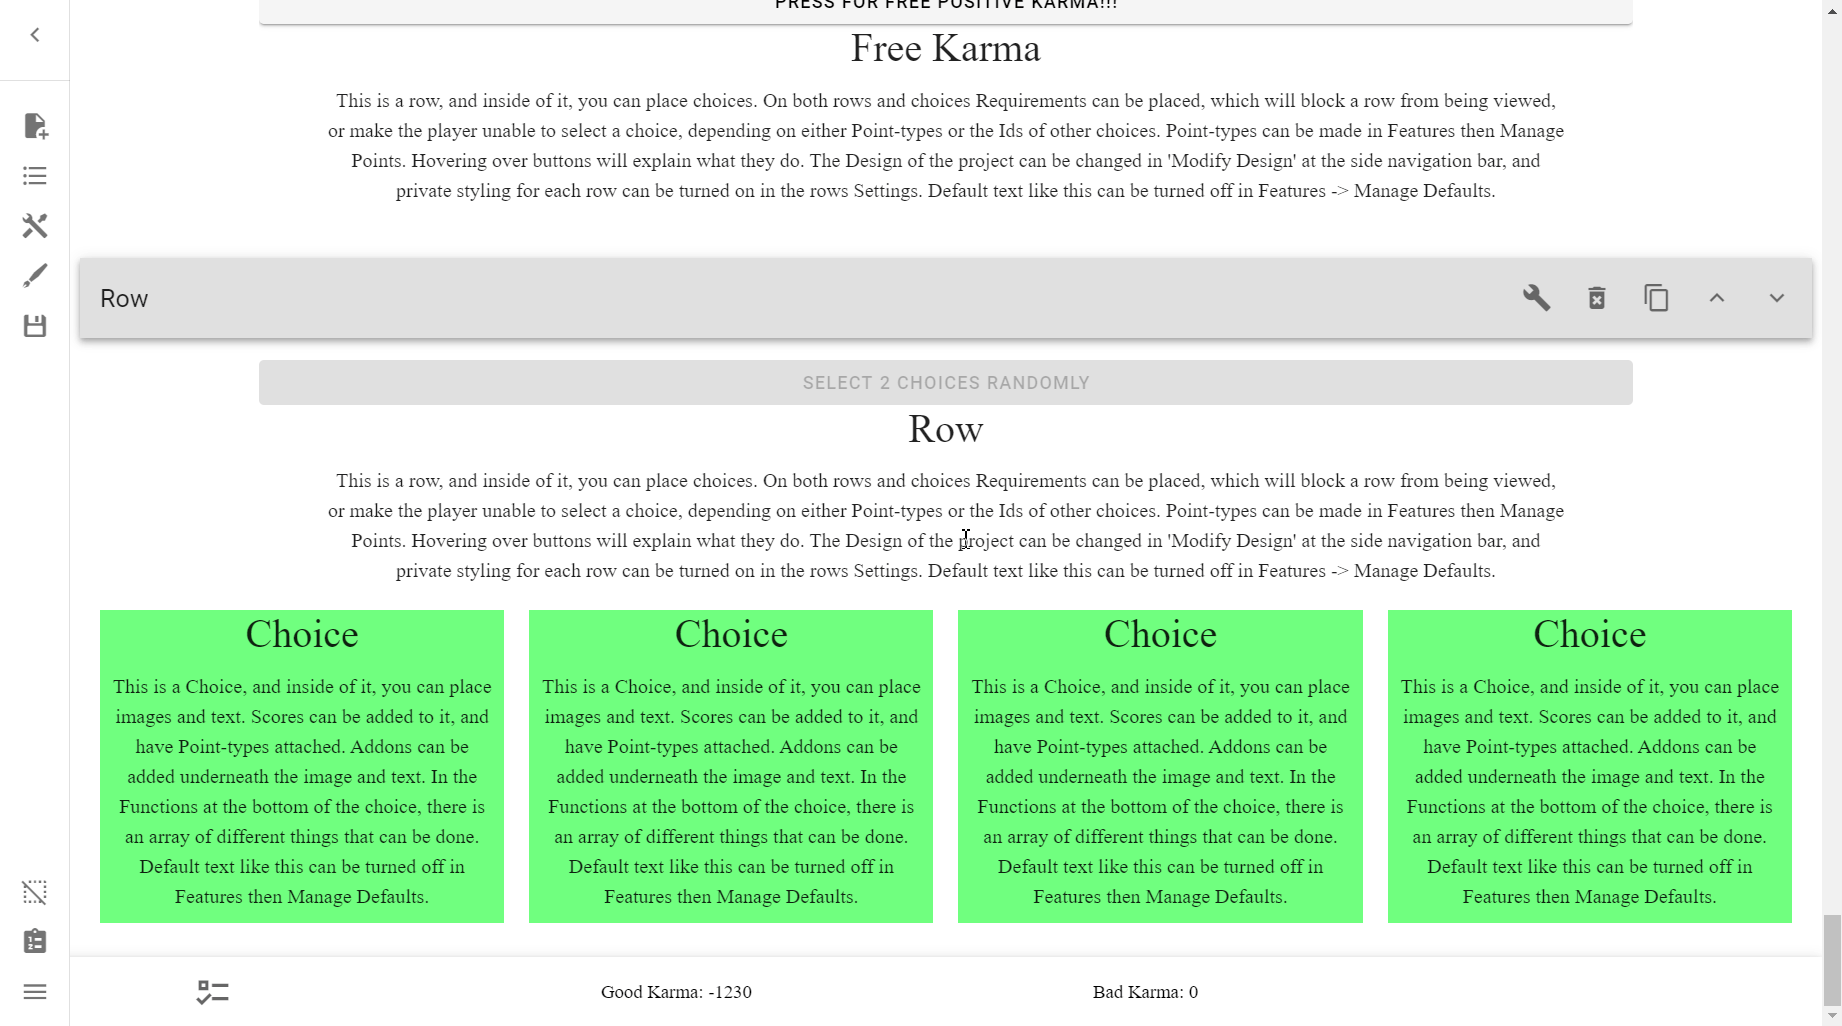 PRESS FOR FREE POSITIVE KARMA!!!
Free Karma
This is a row, and inside of it, you can place choices. On both rows and choices Requirements can be placed, which will block a row from being viewed,
or make the player unable to select a choice, depending on either Point-types or the Ids of other choices. Point-types can be made in Features then Manage
Points. Hovering over buttons will explain what they do. The Design of the project can be changed in 'Modify Design' at the side navigation bar, and
private styling for each row can be turned on in the rows Settings. Default text like this can be turned off in Features -> Manage Defaults.
Row
SELECT 2 CHOICES RANDOMLY
Row
This is a row, and inside of it, you can place choices. On both rows and choices Requirements can be placed, which will block a row from being viewed,
or make the player unable to select a choice, depending on either Point-types or the Ids of other choices. Point-types can be made in Features then Manage
Points. Hovering over buttons will explain what they do. The Design of the project can be changed in 'Modify Design' at the side navigation bar, and
private styling for each row can be turned on in the rows Settings. Default text like this can be turned off in Features -> Manage Defaults.
Choice
This is a Choice, and inside of it, you can place
images and text. Scores can be added to it, and
have Point-types attached. Addons can be
added underneath the image and text. In the
Functions at the bottom of the choice, there is
an array of different things that can be done.
Default text like this can be turned off in
Features then Manage Defaults.
Choice
This is a Choice, and inside of it, you can place
images and text. Scores can be added to it, and
have Point-types attached. Addons can be
added underneath the image and text. In the
Functions at the bottom of the choice, there is
an array of different things that can be done.
Default text like this can be turned off in
Features then Manage Defaults.
Choice
This is a Choice, and inside of it, you can place
images and text. Scores can be added to it, and
have Point-types attached. Addons can be
added underneath the image and text. In the
Functions at the bottom of the choice, there is
an array of different things that can be done.
Default text like this can be turned off in
Features then Manage Defaults.
Choice
This is a Choice, and inside of it, you can place
images and text. Scores can be added to it, and
have Point-types attached. Addons can be
added underneath the image and text. In the
Functions at the bottom of the choice, there is
an array of different things that can be done.
Default text like this can be turned off in
Features then Manage Defaults.
Good Karma: -1230
Bad Karma: 0